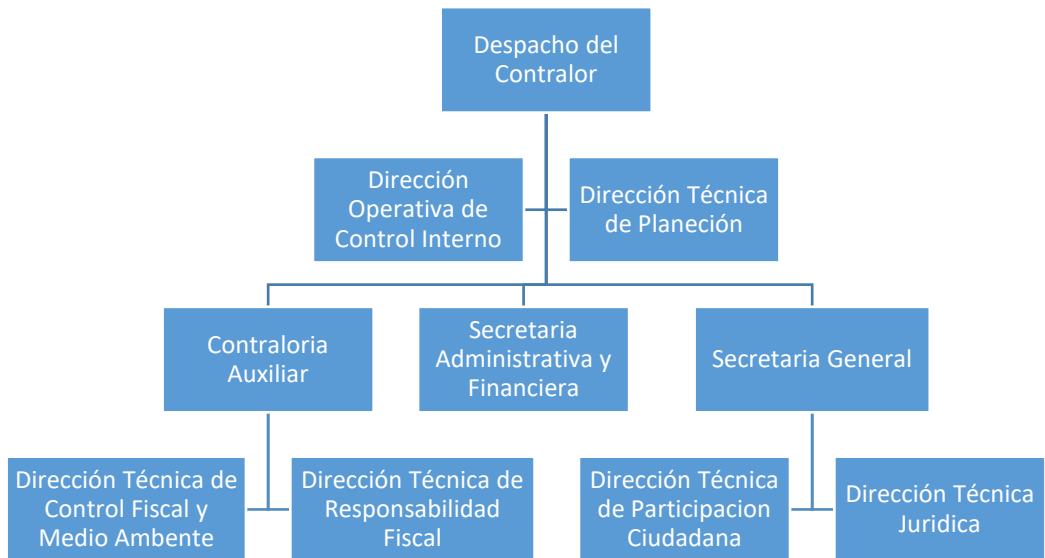 Despacho del
Contralor
Dirección
Operativa de
Control Interno
Dirección Técnica
de Planeción
Contraloria
Auxiliar
Secretaria
Administrativa y
Financiera
Secretaria General
Dirección Técnica de
Control Fiscal y
Medio Ambente
Dirección Técnica de
Responsabilidad
Fiscal
Dirección Técnica
de Participacion
Ciudadana
Dirección Técnica
Juridica